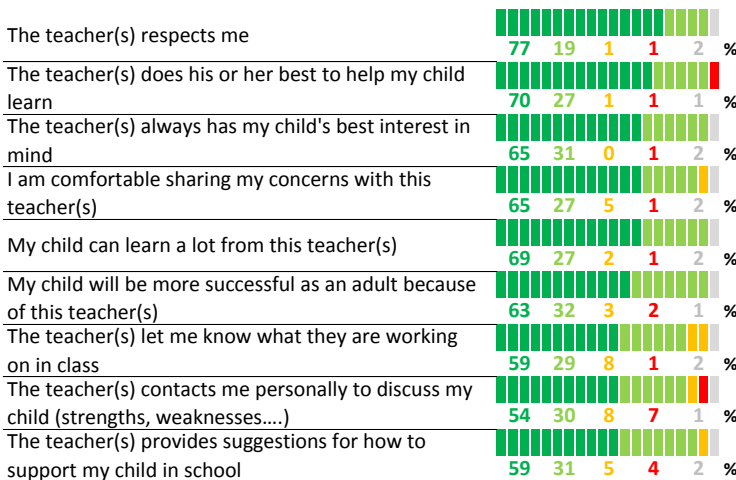 The teacher(s) respects me
77 19 1 1 2 %
The teacher(s) does his or her best to help my child
learn
70 27 1 1 1 %
The teacher(s) always has my child's best interest in
mind
65 31 0 1 2 %
I am comfortable sharing my concerns with this
teacher(s)
65 27 5 1 2 %
My child can learn a lot from this teacher(s)
69 27 2 1 2 %
My child will be more successful as an adult because
of this teacher(s)
63 32 3 2 1 %
The teacher(s) let me know what they are working
on in class
59 29 8 1 2 %
The teacher(s) contacts me personally to discuss my
child (strengths, weaknesses....)
54 30 8 7 1 %
The teacher(s) provides suggestions for how to
support my child in school
59 31 5 4 2 %